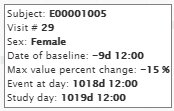 Subject: E00001005
Visit # 29
Sex: Female
Date of baseline: −9d 12:00
Max value percent change: −15 %
Event at day: 1018d 12:00
Study day: 1019d 12:00